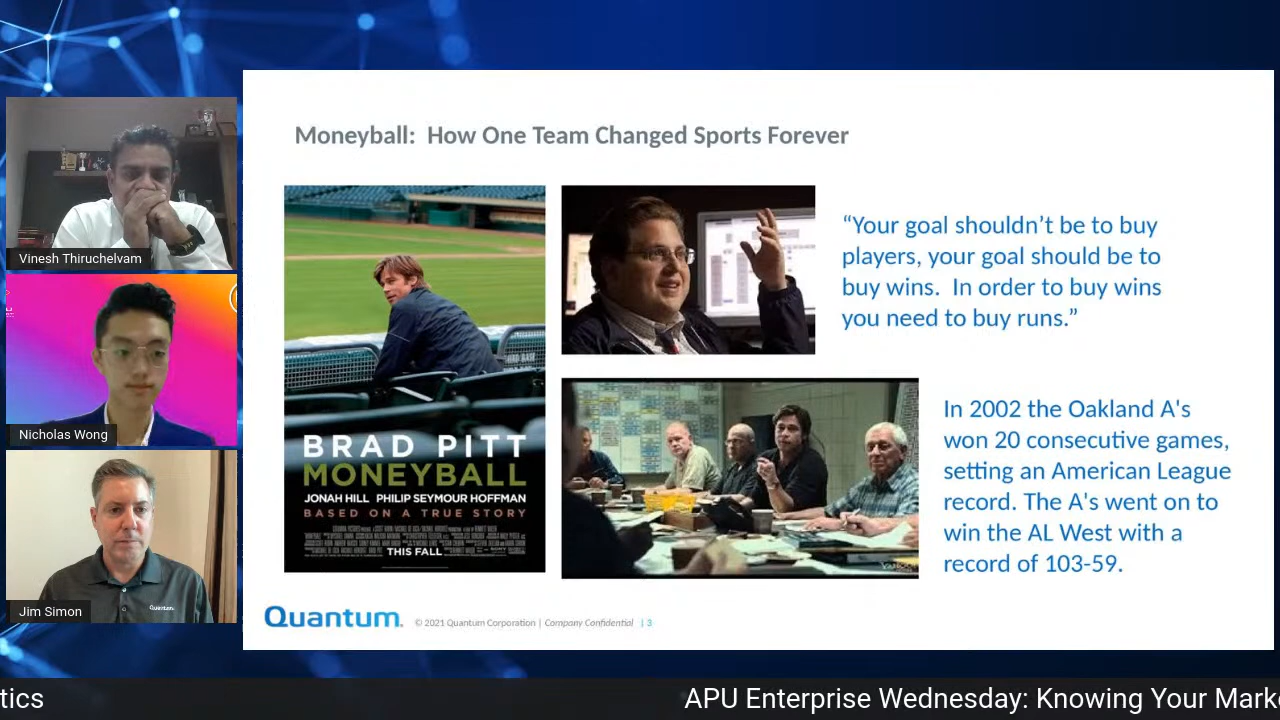 Moneyball:  How One Team Changed Sports Forever
Vinesh Thiruchelvam
Nicholas Wong
Jim Simon
Quantum.
BRAD PITT
MONEYBALL
JONAH HILL PHILIP SEYMOUR HOFFMAN
BASED ON A TRUE STORY
THIS FALL
“Your goal shouldn’t be to buy
players, your goal should be to
buy wins.  In order to buy wins
you need to buy runs.”
In 2002 the Oakland A's
won 20 consecutive games,
setting an American League
record. The A's went on to
win the AL West with a
record of 103-59.
Quantum.
© 2021 Quantum Corporation | Company Confidential | 3
tics
APU Enterprise Wednesday: Knowing Your Mark